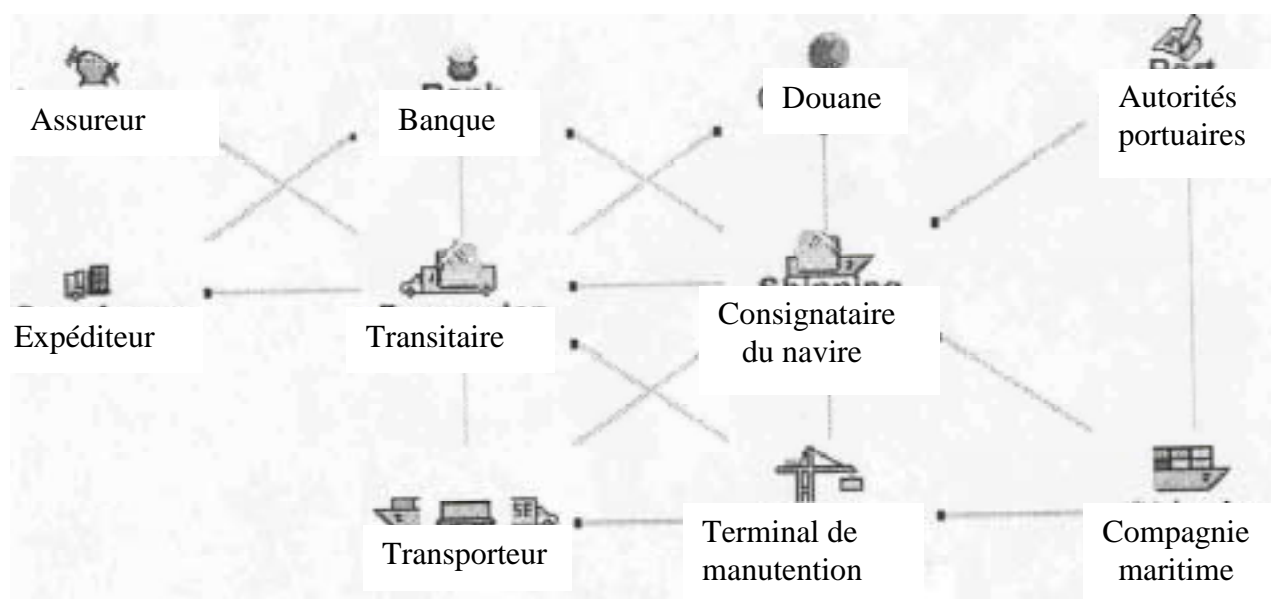 Assureur
Banque
Douane
Autorités
portuaires
Expéditeur
Transitaire
Consignataire
du navire
Transporteur
Terminal de
manutention
Compagnie
maritime